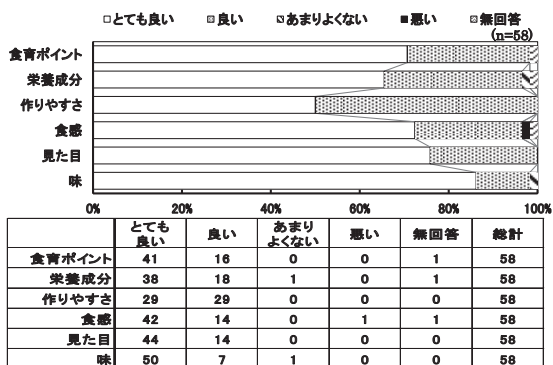 □とても良い ▩良い ▧あまりよくない ■悪い ▨無回答
(n=58)
食育ポイント
栄養成分
作りやすさ
食感
見た目
味
0% 20% 40% 60% 80% 100%
とても良い 良い あまりよくない 悪い 無回答 総計
食育ポイント 41 16 0 0 1 58
栄養成分 38 18 1 0 1 58
作りやすさ 29 29 0 0 0 58
食感 42 14 0 1 1 58
見た目 44 14 0 0 0 58
味 50 7 1 0 0 58